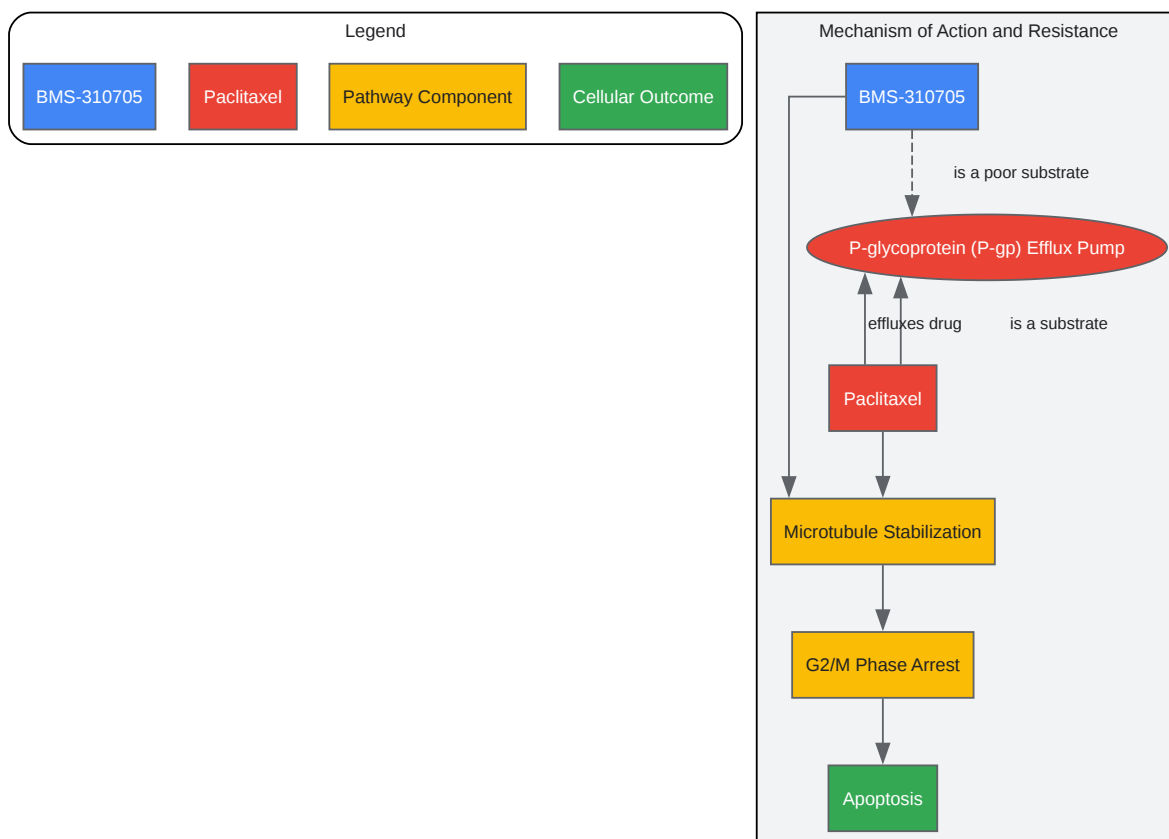 Legend
BMS-310705
Paclitaxel
Pathway Component
Cellular Outcome
Mechanism of Action and Resistance
BMS-310705
is a poor substrate
P-glycoprotein (P-gp) Efflux Pump
effluxes drug
is a substrate
Paclitaxel
Microtubule Stabilization
G2/M Phase Arrest
Apoptosis